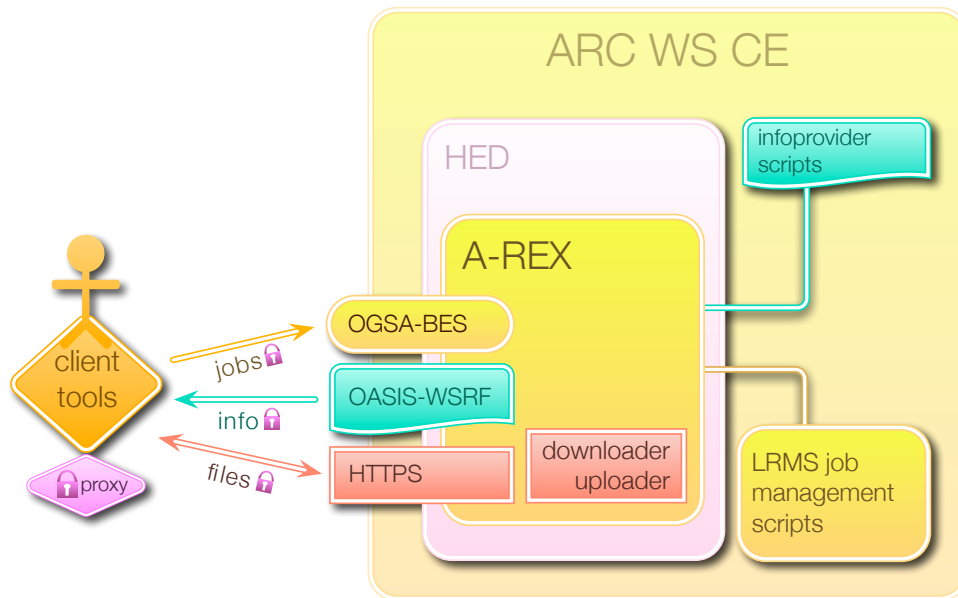 ARC WS CE
infoprovider
scripts
HED
A-REX
OGSA-BES
client
tools
jobs
OASIS-WSRF
info
files
HTTPS
downloader
uploader
LRMS job
management
scripts
proxy